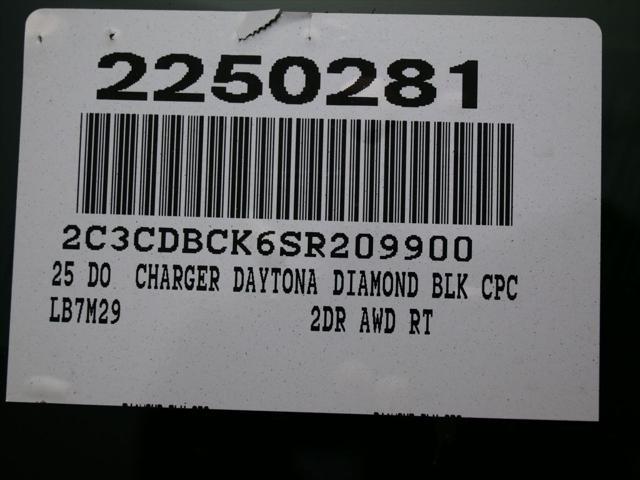 2250281
2C3CDBCK6SR209900
25 DO CHARGER DAYTONA DIAMOND BLK CPC
LB7M29 2DR AWD RT